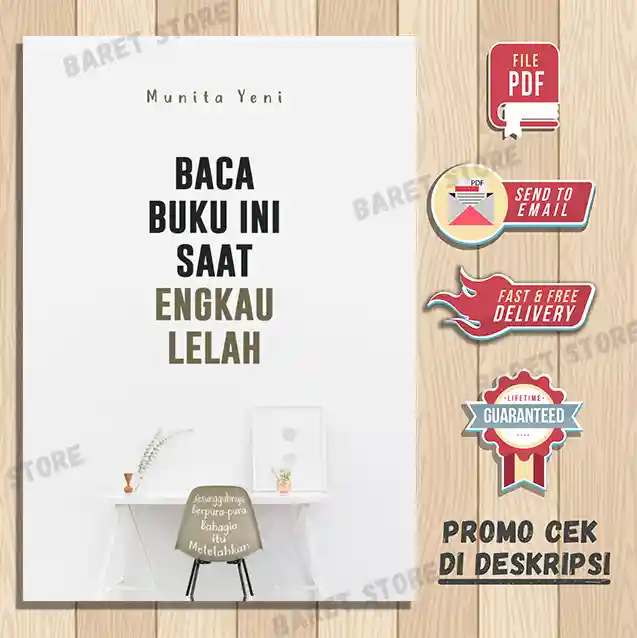 BARET STORE
Munita Yeni
BACA
BUKU INI
SAAT
ENGKAU
LELAH
Sesungguhnya
Berpura-pura
Bahagia
itu
Melelahkan
FILE
PDF
PDF
SEND TO
EMAIL
BARET STORE
FAST & FREE
DELIVERY
BARET STORE
LIFETIME
GUARANTEED
STORE
PROMO CEK
DI DESKRIPSI
BARET STORE
BARET STORE